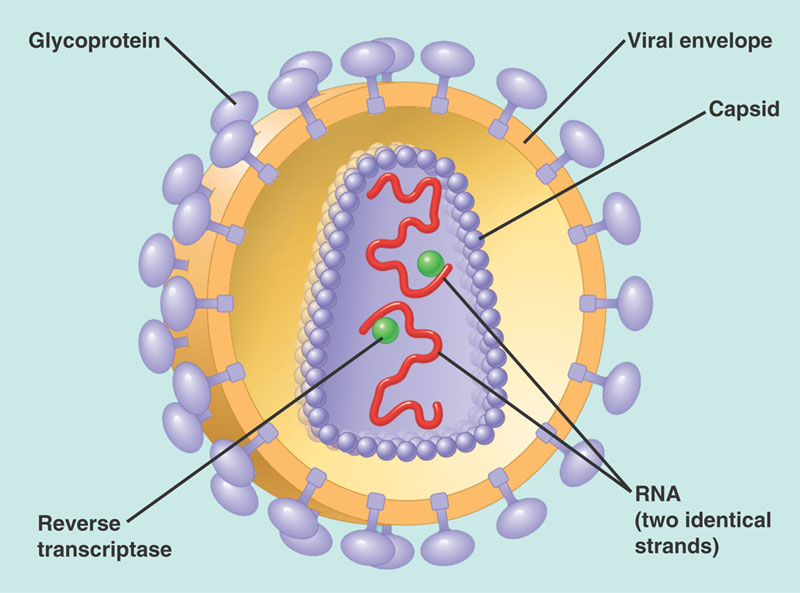 Glycoprotein
Viral envelope
Capsid
Reverse
transcriptase
RNA
(two identical
strands)